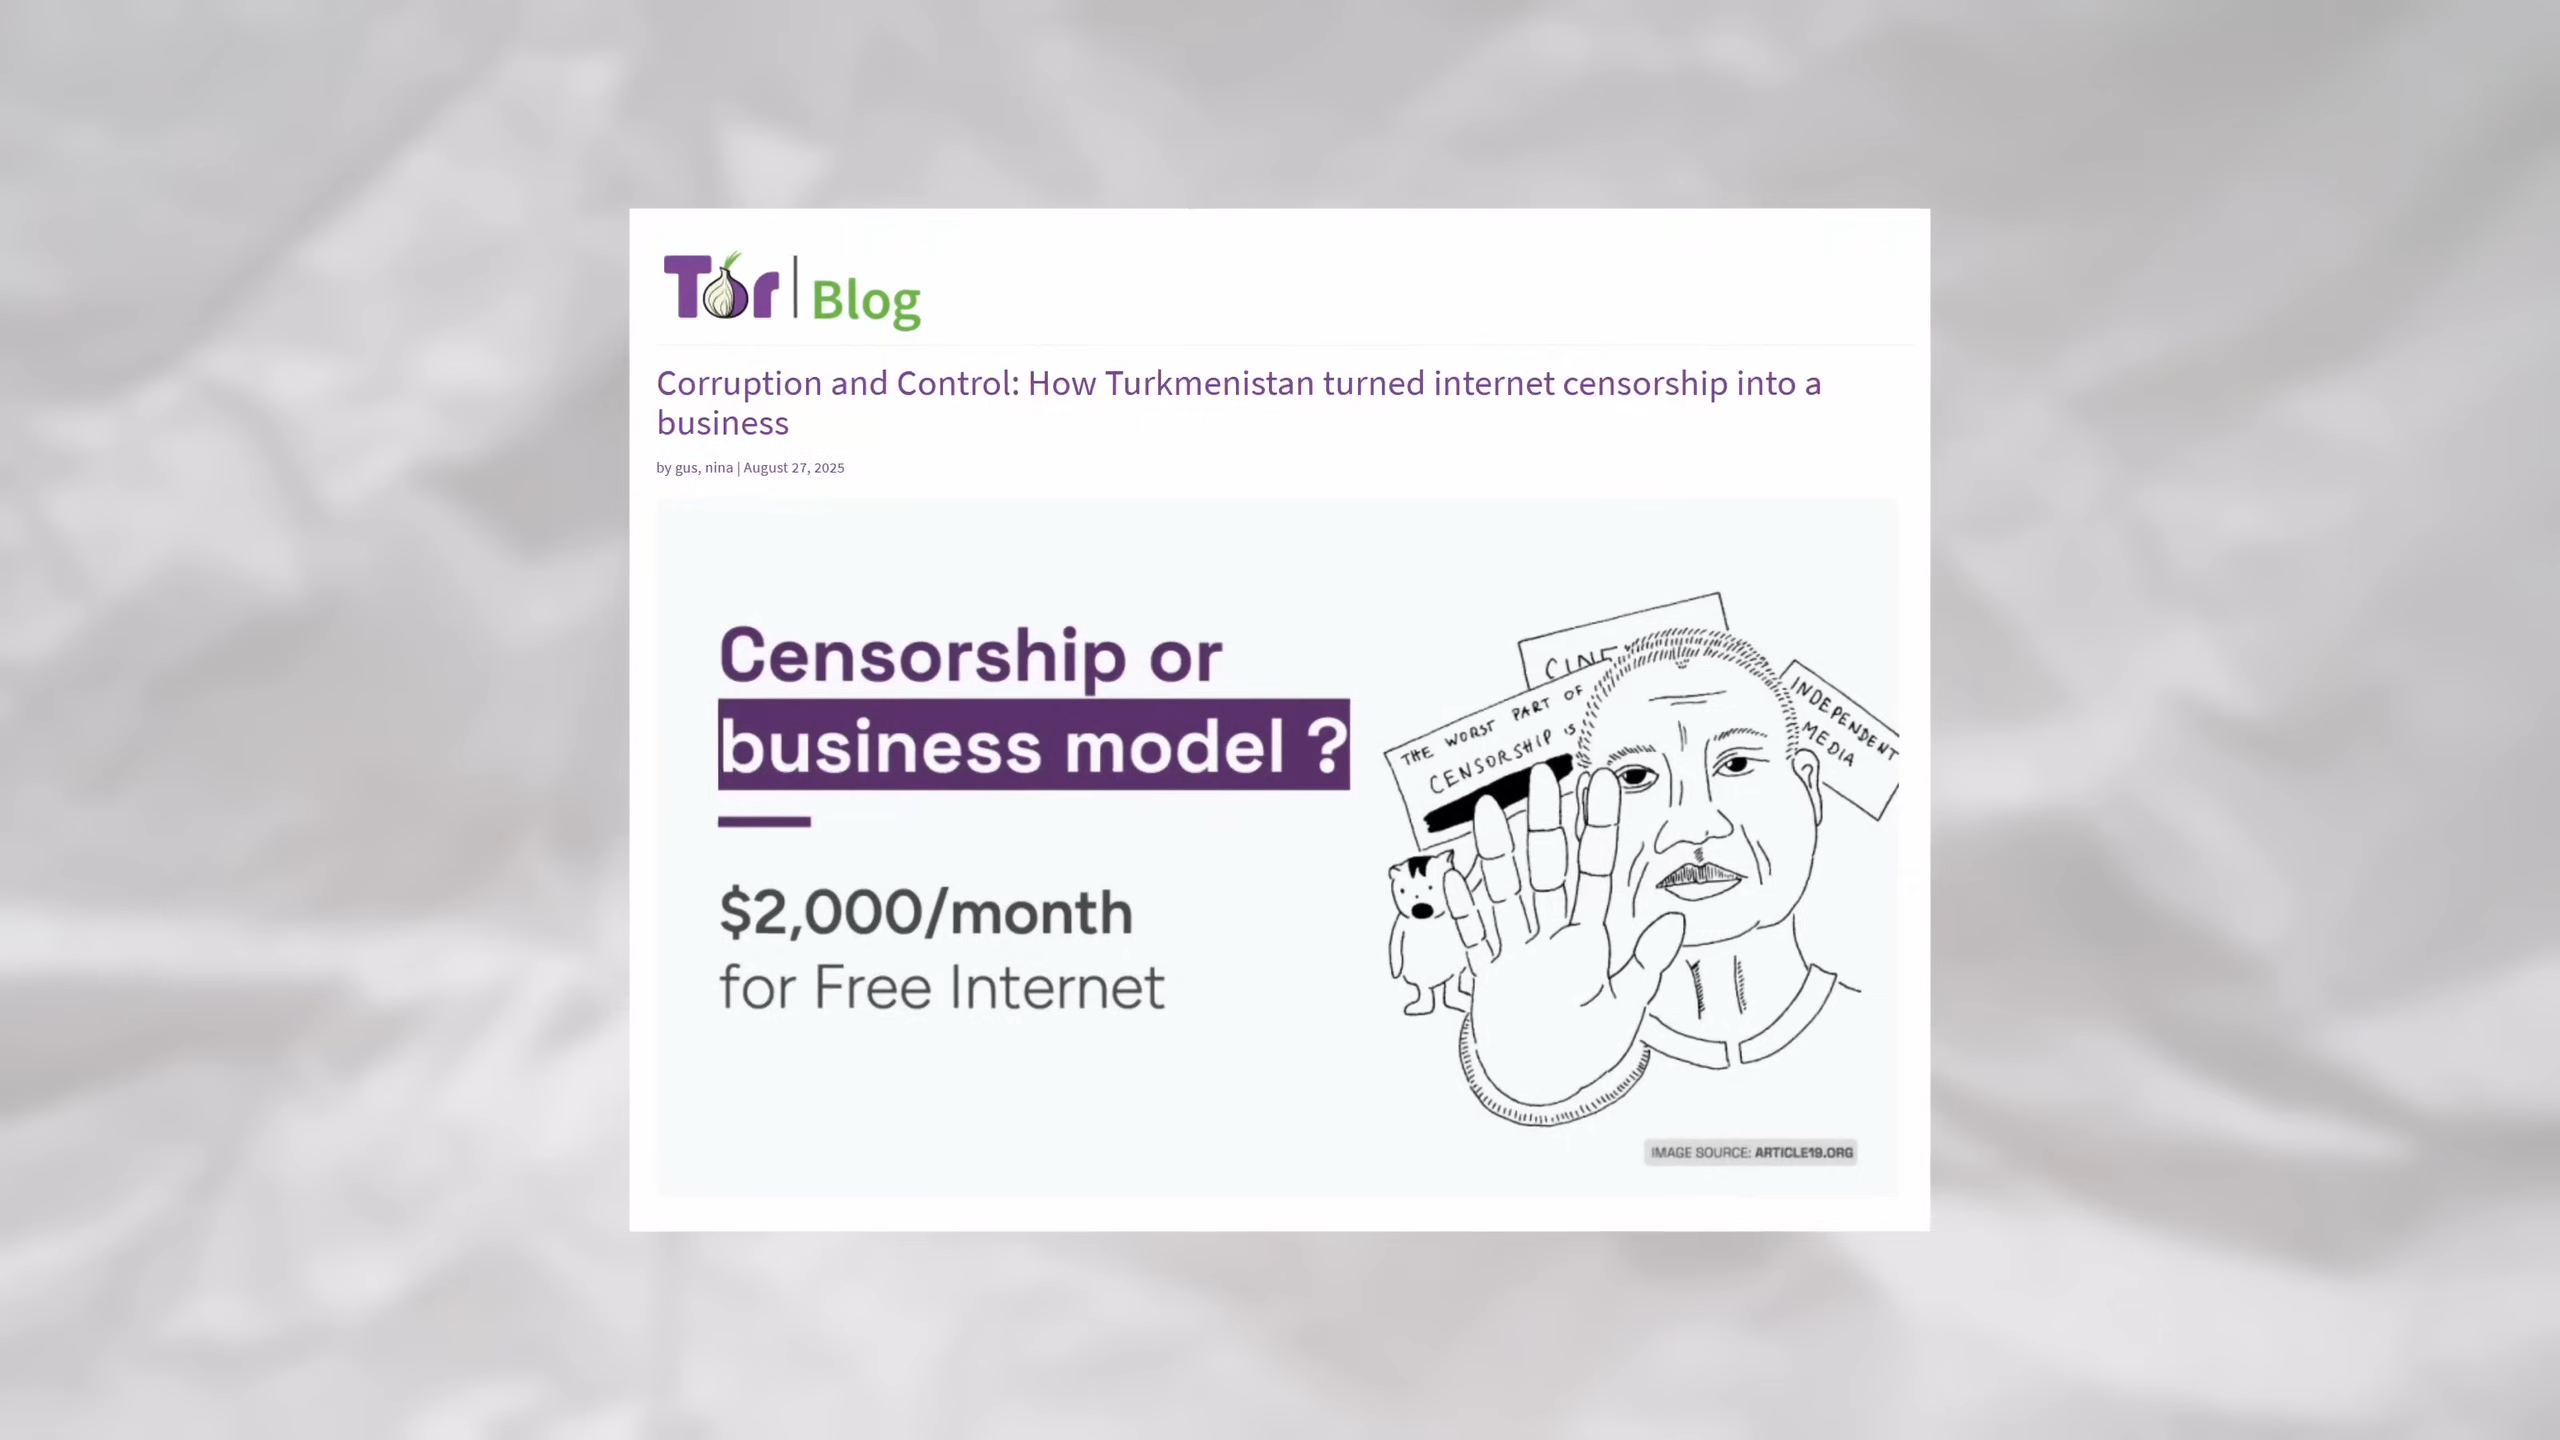 Tor | Blog
Corruption and Control: How Turkmenistan turned internet censorship into a
business
by gus, nina | August 27, 2025
Censorship or
business model ?
$2,000/month
for Free Internet
CINE
THE WORST PART OF
CENSORSHIP IS
INDEPENDENT
MEDIA
IMAGE SOURCE: ARTICLE19.ORG